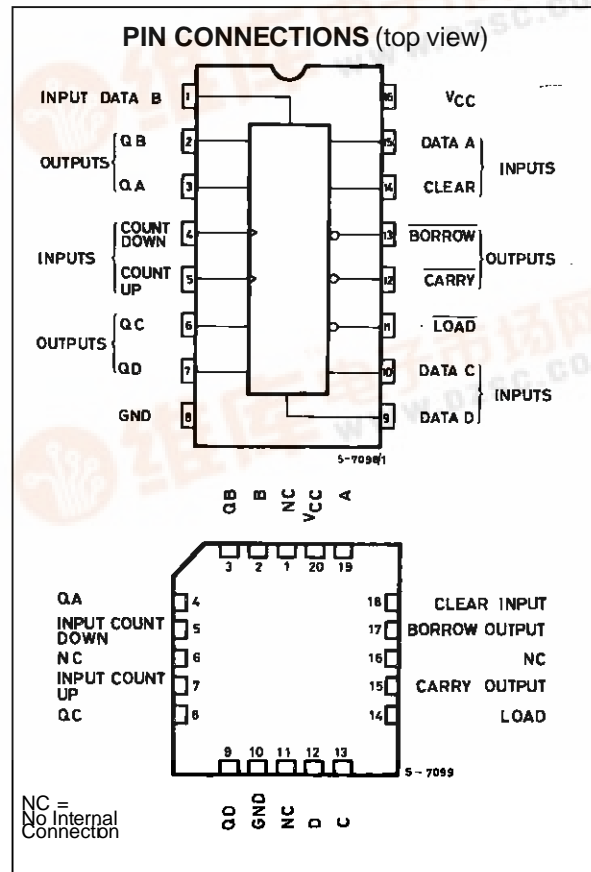 PIN CONNECTIONS (top view)
INPUT DATA B 1 16 VCC
OUTPUTS QB 2 15 DATA A INPUTS
QA 3 14 CLEAR
INPUTS COUNT DOWN 4 13 BORROW OUTPUTS
COUNT UP 5 12 CARRY
OUTPUTS QC 6 11 LOAD
QD 7 10 DATA C INPUTS
GND 8 9 DATA D
S-7098/1
QB B NC VCC A
3 2 1 20 19
QA 4 18 CLEAR INPUT
INPUT COUNT DOWN 5 17 BORROW OUTPUT
NC 6 16 NC
INPUT COUNT UP 7 15 CARRY OUTPUT
QC 8 14 LOAD
9 10 11 12 13
S-7099
QD GND NC D C
NC =
No Internal
Connection